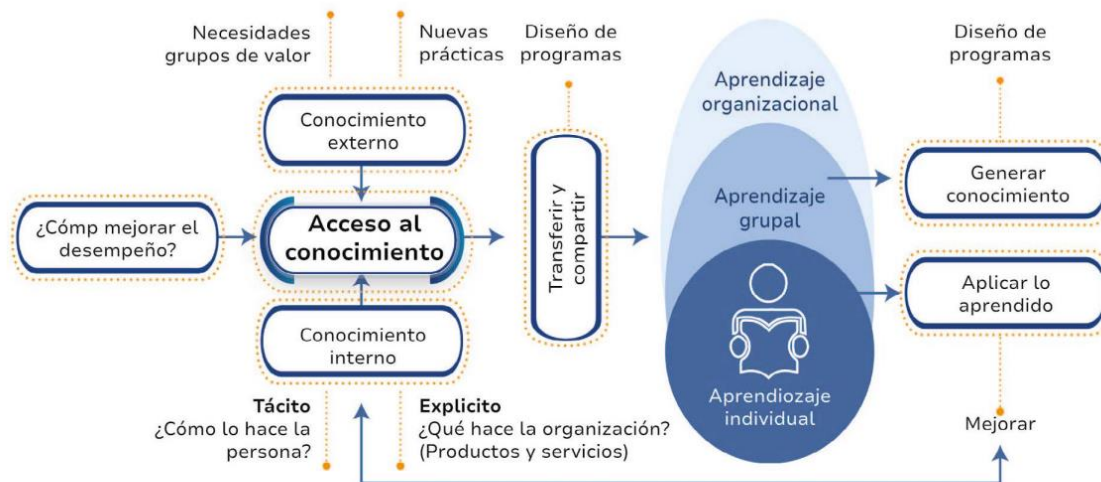 Necesidades
grupos de valor
Nuevas
prácticas
Diseño de
programas
Conocimiento
externo
¿Cómp mejorar el
desempeño?
Acceso al
conocimiento
Conocimiento
interno
Tácito
¿Cómo lo hace la
persona?
Explicito
¿Qué hace la organización?
(Productos y servicios)
Transferir y
compartir
Aprendizaje
organizacional
Aprendizaje
grupal
Aprendiozaje
individual
Diseño de
programas
Generar
conocimiento
Aplicar lo
aprendido
Mejorar